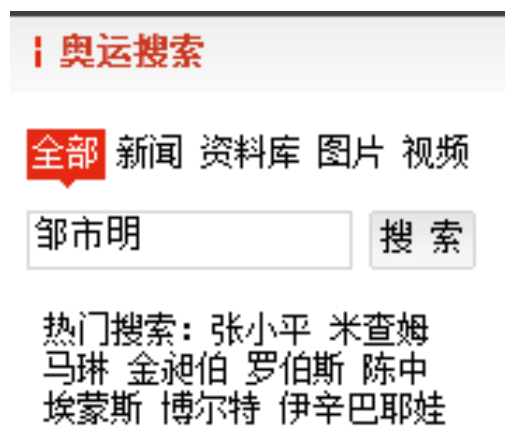 奥运搜索
全部 新闻 资料库 图片 视频
邹市明 搜 索
热门搜索：张小平 米查姆
马琳 金昶伯 罗伯斯 陈中
埃蒙斯 博尔特 伊辛巴耶娃